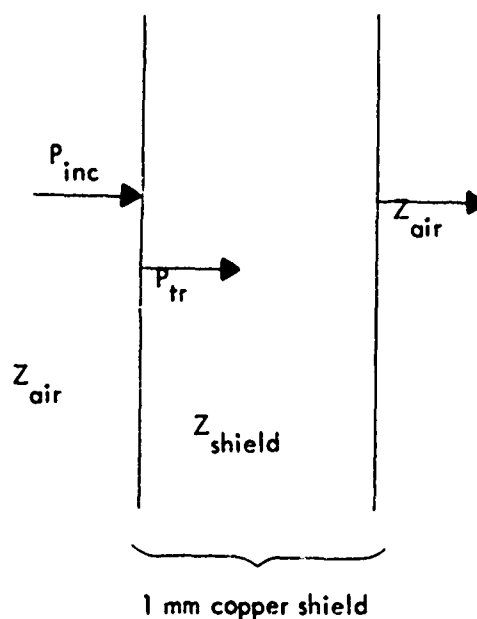 P_inc
Z_air
P_tr
Z_air
Z_shield
1 mm copper shield